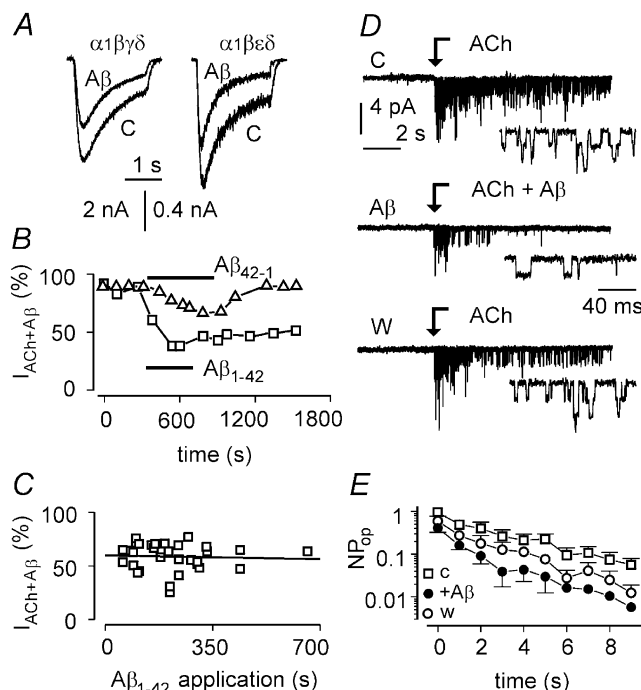 A
α1βγδ
α1βεδ
Aβ
C
Aβ
C
1 s
2 nA
0.4 nA
B
I ACh+Aβ (%)
100
50
0
Aβ42-1
Aβ1-42
0
600
1200
1800
time (s)
C
I ACh+Aβ (%)
100
50
0
0
350
700
Aβ1-42 application (s)
D
C
ACh
4 pA
2 s
Aβ
ACh + Aβ
40 ms
W
ACh
E
NPop
1
0.1
0.01
C
+Aβ
W
0
2
4
6
8
time (s)